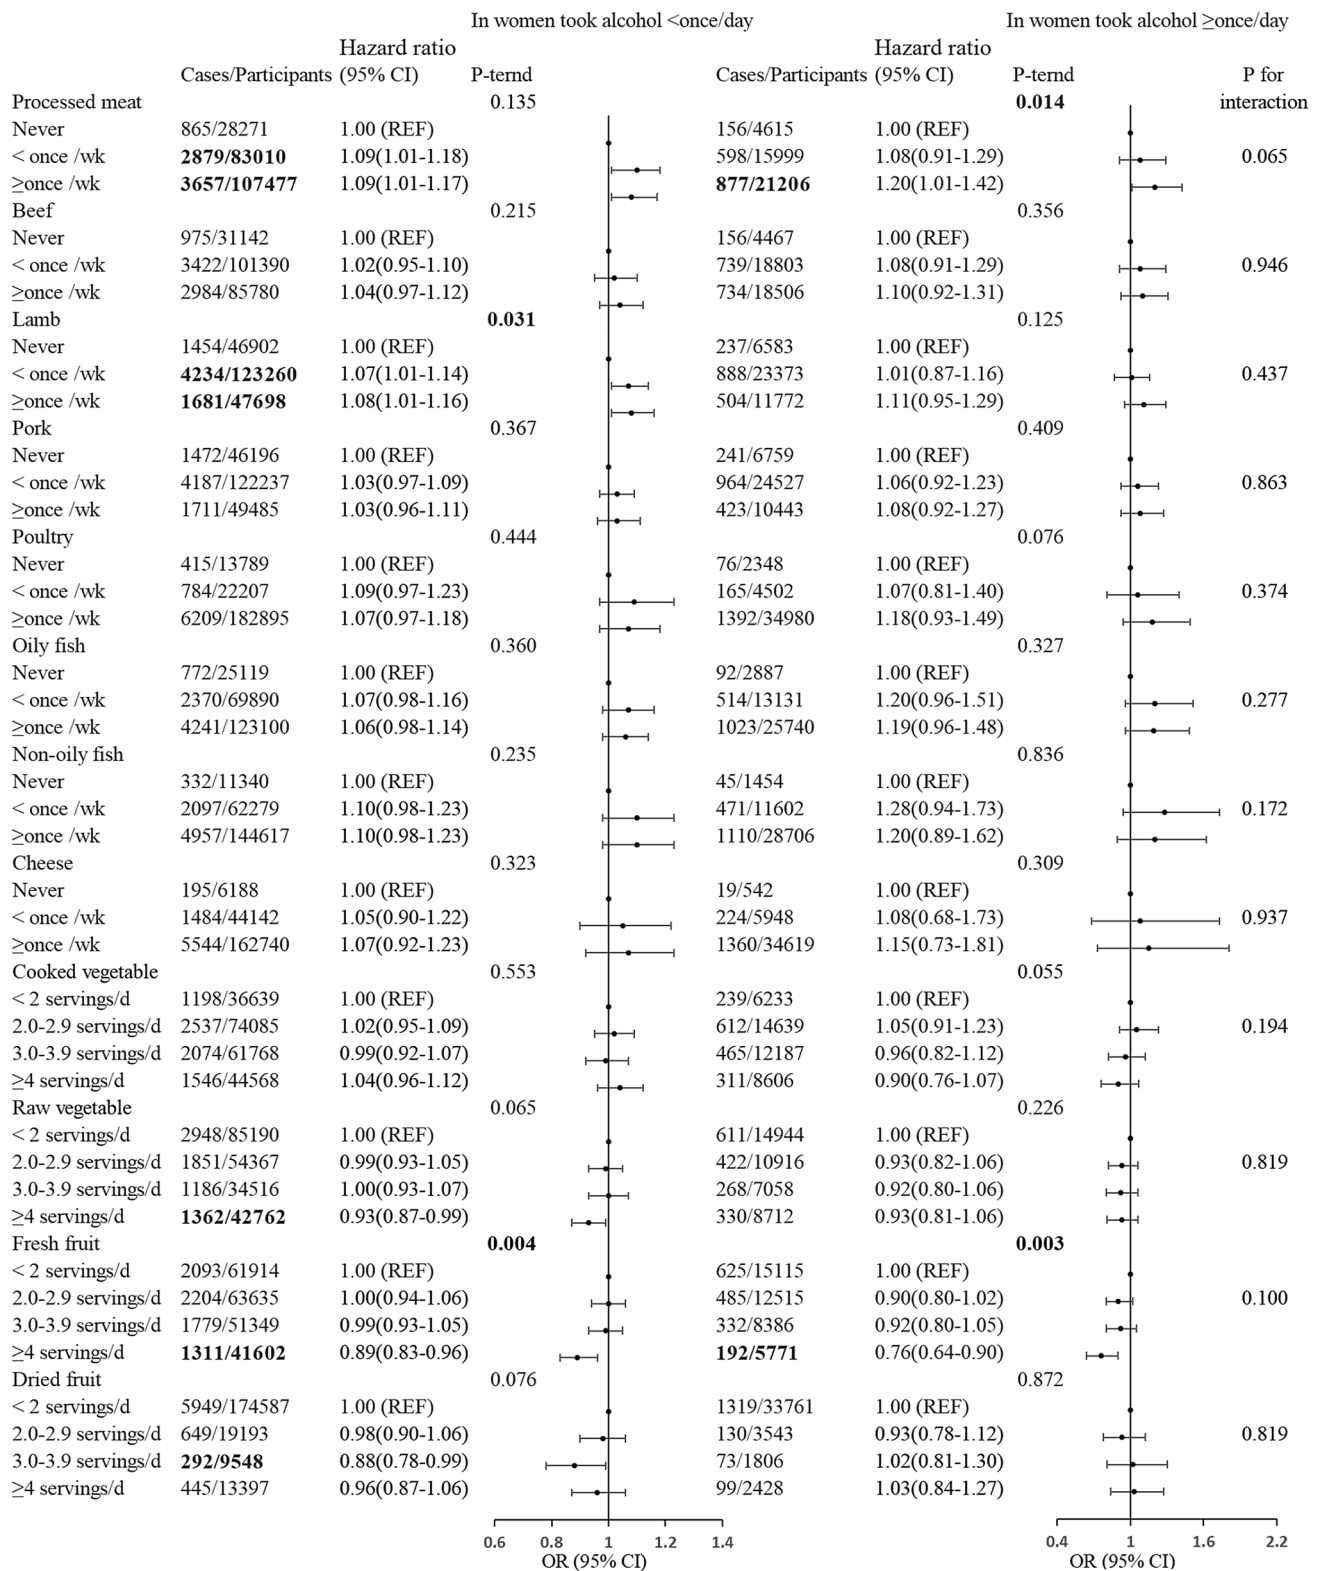 In women took alcohol <once/day In women took alcohol ≥once/day
Hazard ratio Hazard ratio
Cases/Participants (95% CI) P-ternd Cases/Participants (95% CI) P-ternd P for
Processed meat 0.135 0.014 interaction
Never 865/28271 1.00 (REF) 156/4615 1.00 (REF)
< once /wk 2879/83010 1.09(1.01-1.18) 598/15999 1.08(0.91-1.29) 0.065
≥once /wk 3657/107477 1.09(1.01-1.17) 877/21206 1.20(1.01-1.42)
Beef 0.215 0.356
Never 975/31142 1.00 (REF) 156/4467 1.00 (REF)
< once /wk 3422/101390 1.02(0.95-1.10) 739/18803 1.08(0.91-1.29) 0.946
≥once /wk 2984/85780 1.04(0.97-1.12) 734/18506 1.10(0.92-1.31)
Lamb 0.031 0.125
Never 1454/46902 1.00 (REF) 237/6583 1.00 (REF)
< once /wk 4234/123260 1.07(1.01-1.14) 888/23373 1.01(0.87-1.16) 0.437
≥once /wk 1681/47698 1.08(1.01-1.16) 504/11772 1.11(0.95-1.29)
Pork 0.367 0.409
Never 1472/46196 1.00 (REF) 241/6759 1.00 (REF)
< once /wk 4187/122237 1.03(0.97-1.09) 964/24527 1.06(0.92-1.23) 0.863
≥once /wk 1711/49485 1.03(0.96-1.11) 423/10443 1.08(0.92-1.27)
Poultry 0.444 0.076
Never 415/13789 1.00 (REF) 76/2348 1.00 (REF)
< once /wk 784/22207 1.09(0.97-1.23) 165/4502 1.07(0.81-1.40) 0.374
≥once /wk 6209/182895 1.07(0.97-1.18) 1392/34980 1.18(0.93-1.49)
Oily fish 0.360 0.327
Never 772/25119 1.00 (REF) 92/2887 1.00 (REF)
< once /wk 2370/69890 1.07(0.98-1.16) 514/13131 1.20(0.96-1.51) 0.277
≥once /wk 4241/123100 1.06(0.98-1.14) 1023/25740 1.19(0.96-1.48)
Non-oily fish 0.235 0.836
Never 332/11340 1.00 (REF) 45/1454 1.00 (REF)
< once /wk 2097/62279 1.10(0.98-1.23) 471/11602 1.28(0.94-1.73) 0.172
≥once /wk 4957/144617 1.10(0.98-1.23) 1110/28706 1.20(0.89-1.62)
Cheese 0.323 0.309
Never 195/6188 1.00 (REF) 19/542 1.00 (REF)
< once /wk 1484/44142 1.05(0.90-1.22) 224/5948 1.08(0.68-1.73) 0.937
≥once /wk 5544/162740 1.07(0.92-1.23) 1360/34619 1.15(0.73-1.81)
Cooked vegetable 0.553 0.055
< 2 servings/d 1198/36639 1.00 (REF) 239/6233 1.00 (REF)
2.0-2.9 servings/d 2537/74085 1.02(0.95-1.09) 612/14639 1.05(0.91-1.23) 0.194
3.0-3.9 servings/d 2074/61768 0.99(0.92-1.07) 465/12187 0.96(0.82-1.12)
≥4 servings/d 1546/44568 1.04(0.96-1.12) 311/8606 0.90(0.76-1.07)
Raw vegetable 0.065 0.226
< 2 servings/d 2948/85190 1.00 (REF) 611/14944 1.00 (REF)
2.0-2.9 servings/d 1851/54367 0.99(0.93-1.05) 422/10916 0.93(0.82-1.06) 0.819
3.0-3.9 servings/d 1186/34516 1.00(0.93-1.07) 268/7058 0.92(0.80-1.06)
≥4 servings/d 1362/42762 0.93(0.87-0.99) 330/8712 0.93(0.81-1.06)
Fresh fruit 0.004 0.003
< 2 servings/d 2093/61914 1.00 (REF) 625/15115 1.00 (REF)
2.0-2.9 servings/d 2204/63635 1.00(0.94-1.06) 485/12515 0.90(0.80-1.02) 0.100
3.0-3.9 servings/d 1779/51349 0.99(0.93-1.05) 332/8386 0.92(0.80-1.05)
≥4 servings/d 1311/41602 0.89(0.83-0.96) 192/5771 0.76(0.64-0.90)
Dried fruit 0.076 0.872
< 2 servings/d 5949/174587 1.00 (REF) 1319/33761 1.00 (REF)
2.0-2.9 servings/d 649/19193 0.98(0.90-1.06) 130/3543 0.93(0.78-1.12) 0.819
3.0-3.9 servings/d 292/9548 0.88(0.78-0.99) 73/1806 1.02(0.81-1.30)
≥4 servings/d 445/13397 0.96(0.87-1.06) 99/2428 1.03(0.84-1.27)
0.6 0.8 1 1.2 1.4 0.4 1 1.6 2.2
OR (95% CI) OR (95% CI)